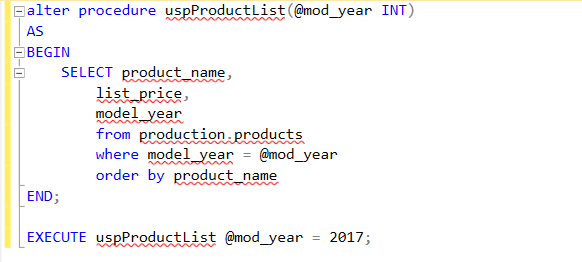 alter procedure uspProductList(@mod_year INT)
AS
BEGIN
SELECT product_name,
list_price,
model_year
from production.products
where model_year = @mod_year
order by product_name
END;
EXECUTE uspProductList @mod_year = 2017;